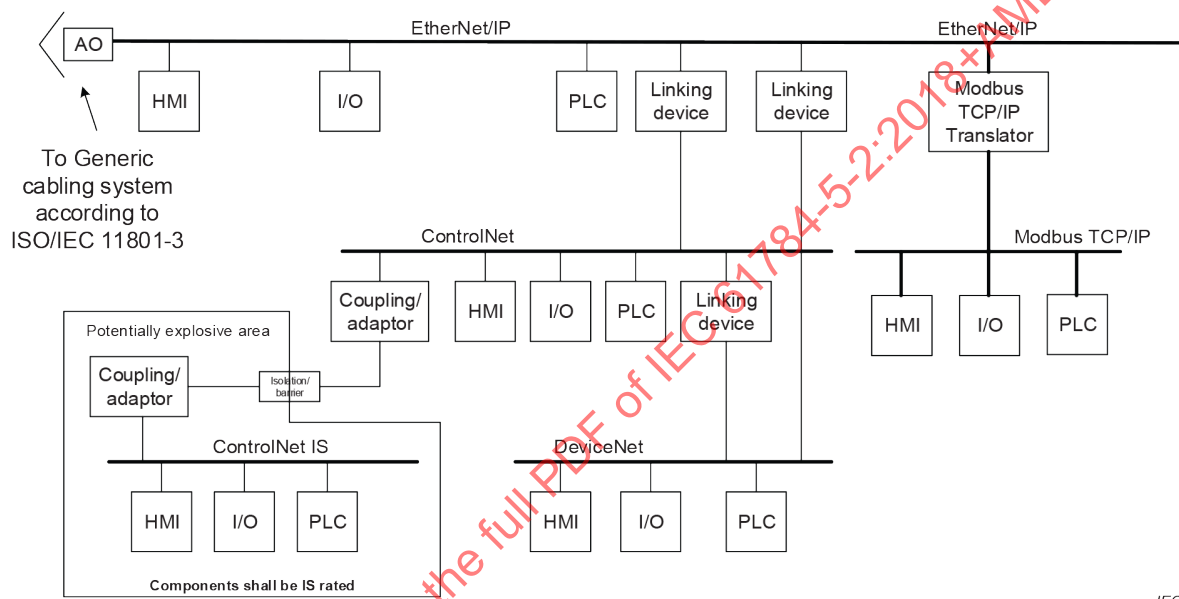 EtherNet/IP
EtherNet/IP
AO
HMI
I/O
PLC
Linking
device
Linking
device
Modbus
TCP/IP
Translator
To Generic
cabling system
according to
ISO/IEC 11801-3
ControlNet
Modbus TCP/IP
Coupling/
adaptor
HMI
I/O
PLC
Linking
device
HMI
I/O
PLC
Potentially explosive area
Coupling/
adaptor
Isolation/
barrier
ControlNet IS
DeviceNet
HMI
I/O
PLC
HMI
I/O
PLC
Components shall be IS rated
the full PDF of IEC 61784-5-2:2018+AMD
IEC